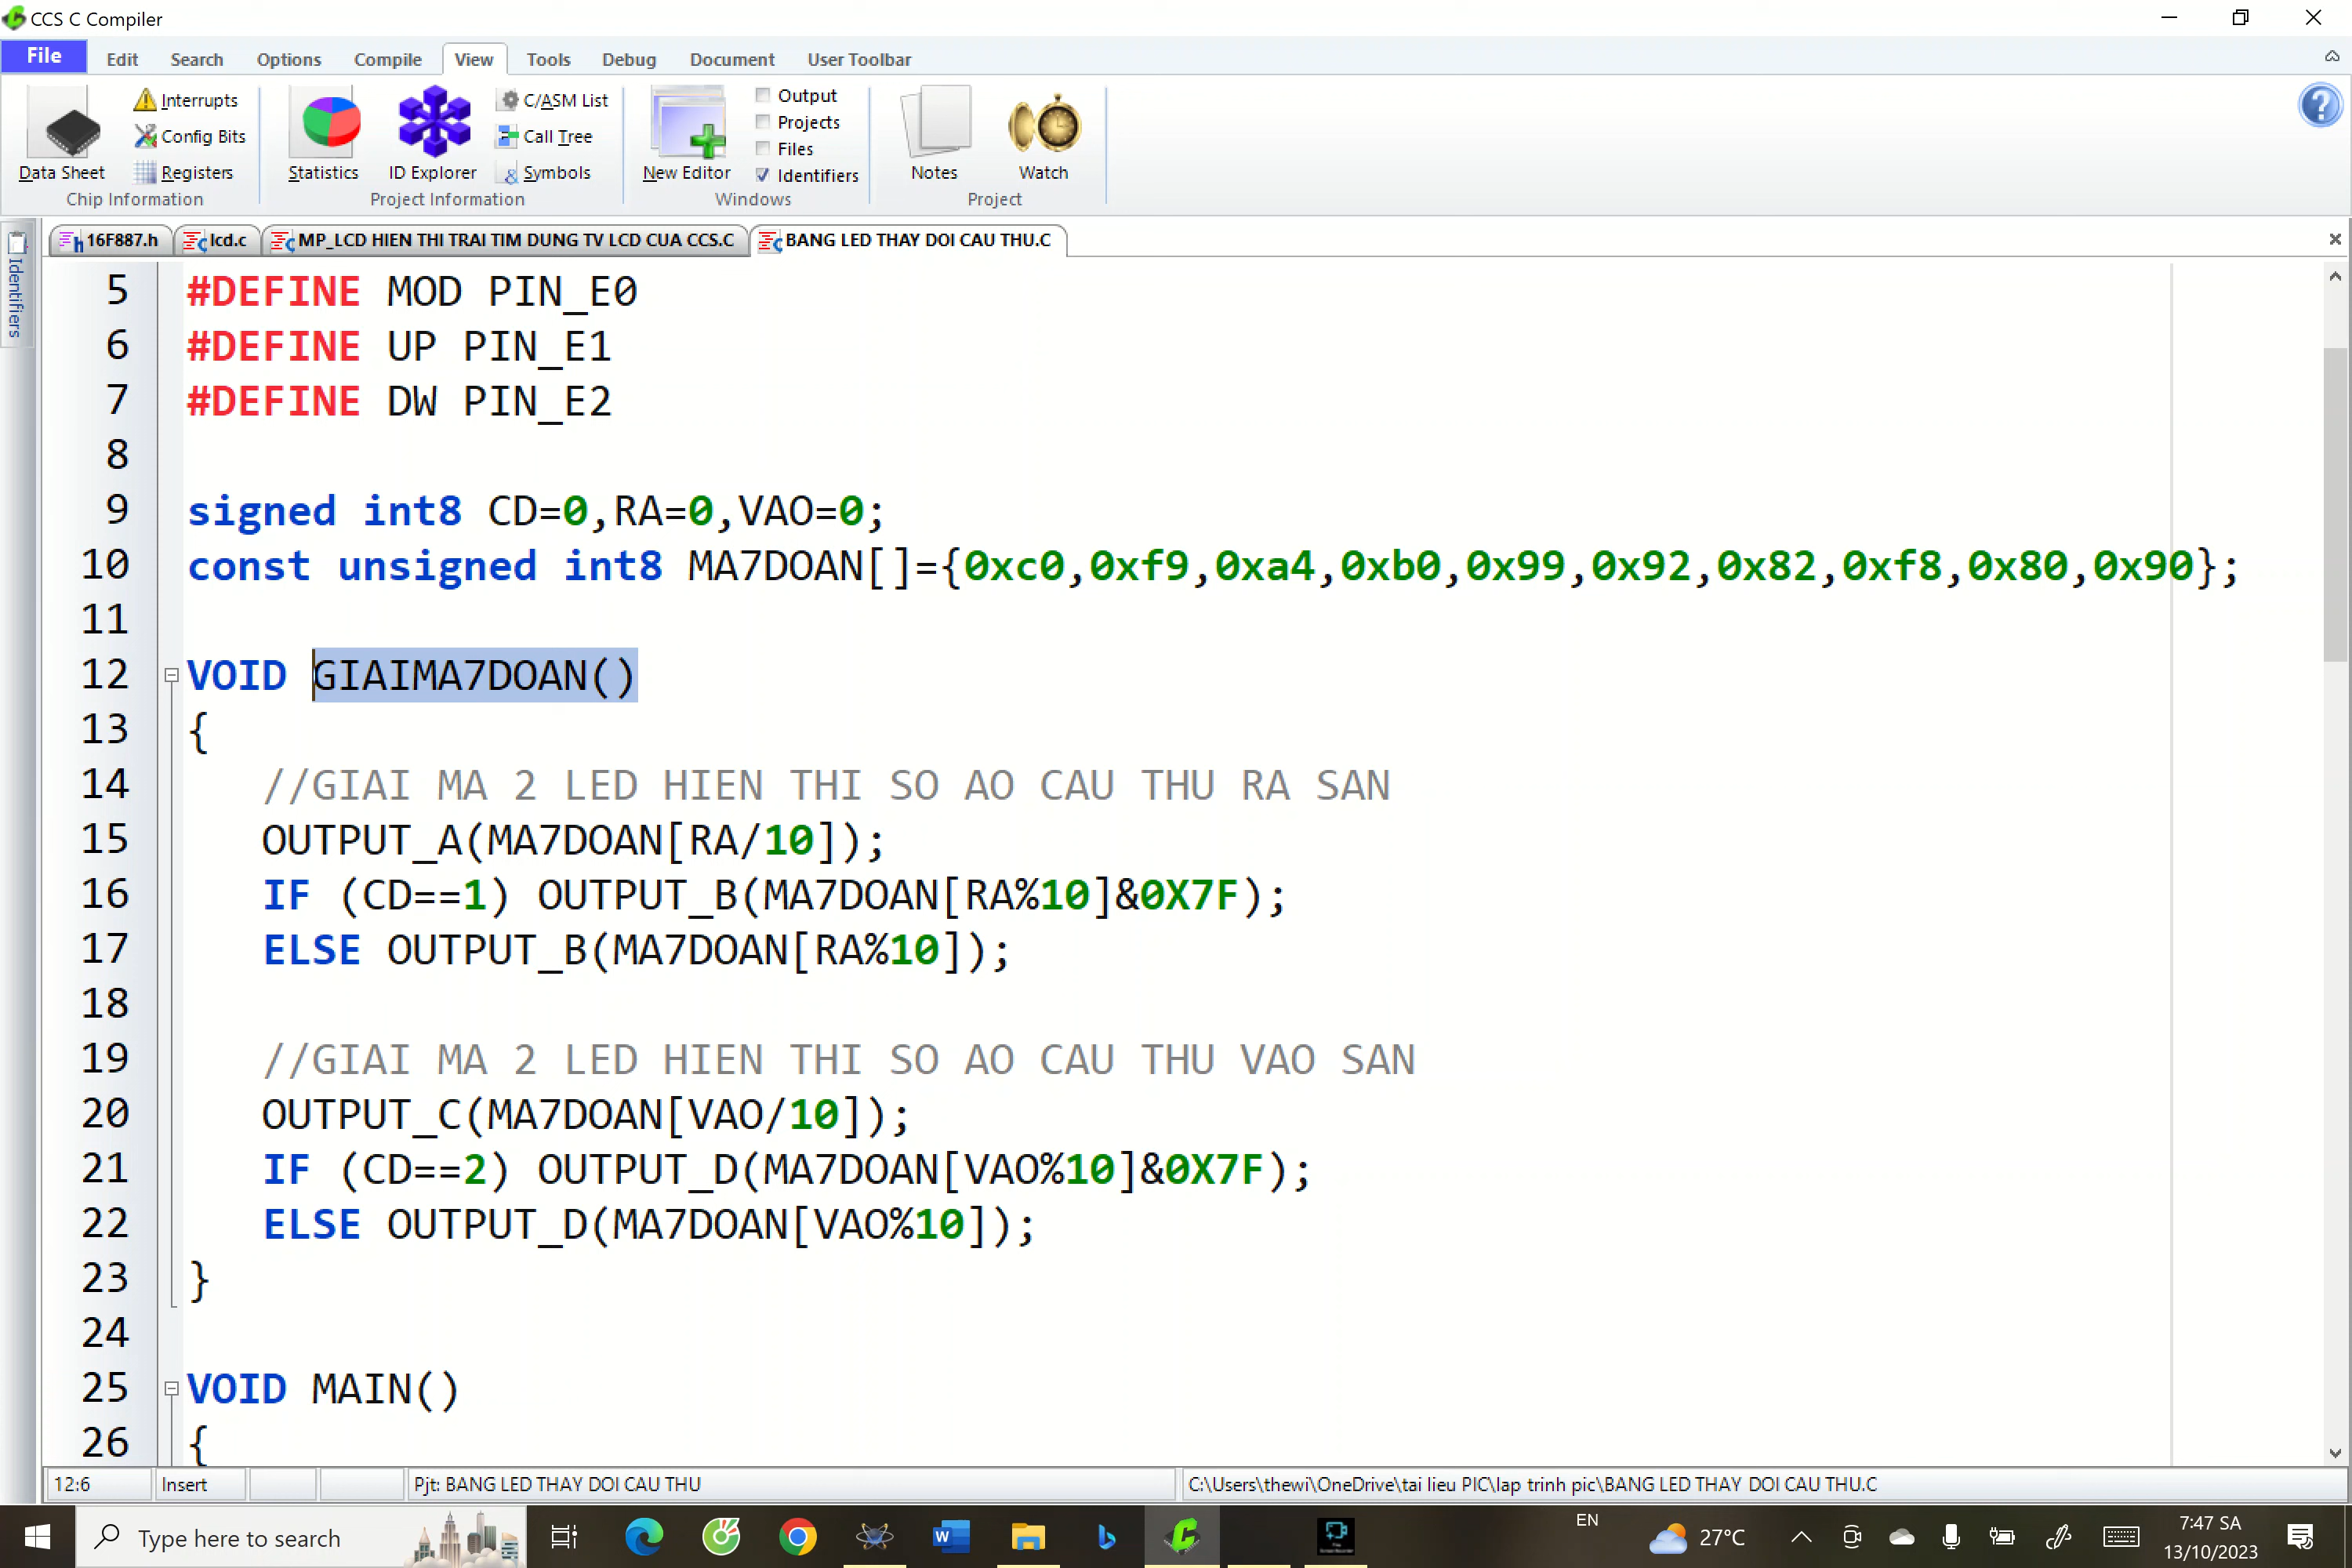 CCS C Compiler
File Edit Search Options Compile View Tools Debug Document User Toolbar
Data Sheet
Interrupts
Config Bits
Registers
Chip Information
Statistics
ID Explorer
C/ASM List
Call Tree
Symbols
Project Information
New Editor
Output
Projects
Files
Identifiers
Windows
Notes
Watch
Project
Identifiers
16F887.h lcd.c MP_LCD HIEN THI TRAI TIM DUNG TV LCD CUA CCS.C BANG LED THAY DOI CAU THU.C
5 #DEFINE MOD PIN_E0
6 #DEFINE UP PIN_E1
7 #DEFINE DW PIN_E2
8
9 signed int8 CD=0,RA=0,VAO=0;
10 const unsigned int8 MA7DOAN[]={0xc0,0xf9,0xa4,0xb0,0x99,0x92,0x82,0xf8,0x80,0x90};
11
12 VOID GIAIMA7DOAN()
13 {
14 //GIAI MA 2 LED HIEN THI SO AO CAU THU RA SAN
15 OUTPUT_A(MA7DOAN[RA/10]);
16 IF (CD==1) OUTPUT_B(MA7DOAN[RA%10]&0X7F);
17 ELSE OUTPUT_B(MA7DOAN[RA%10]);
18
19 //GIAI MA 2 LED HIEN THI SO AO CAU THU VAO SAN
20 OUTPUT_C(MA7DOAN[VAO/10]);
21 IF (CD==2) OUTPUT_D(MA7DOAN[VAO%10]&0X7F);
22 ELSE OUTPUT_D(MA7DOAN[VAO%10]);
23 }
24
25 VOID MAIN()
26 {
12:6 Insert Pjt: BANG LED THAY DOI CAU THU C:\Users\thewi\OneDrive\tai lieu PIC\lap trinh pic\BANG LED THAY DOI CAU THU.C
Type here to search
EN
27°C
7:47 SA
13/10/2023